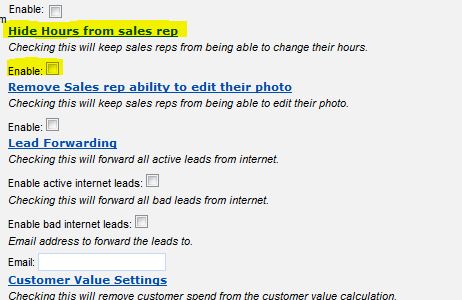 Enable:
m
Hide Hours from sales rep
Checking this will keep sales reps from being able to change their hours.
Enable:
Remove Sales rep ability to edit their photo
Checking this will keep sales reps from being able to edit their photo.
Enable:
Lead Forwarding
Checking this will forward all active leads from internet.
Enable active internet leads:
Checking this will forward all bad leads from internet.
Enable bad internet leads:
Email address to forward the leads to.
Email:
Customer Value Settings
Checking this will remove customer spend from the customer value calculation.